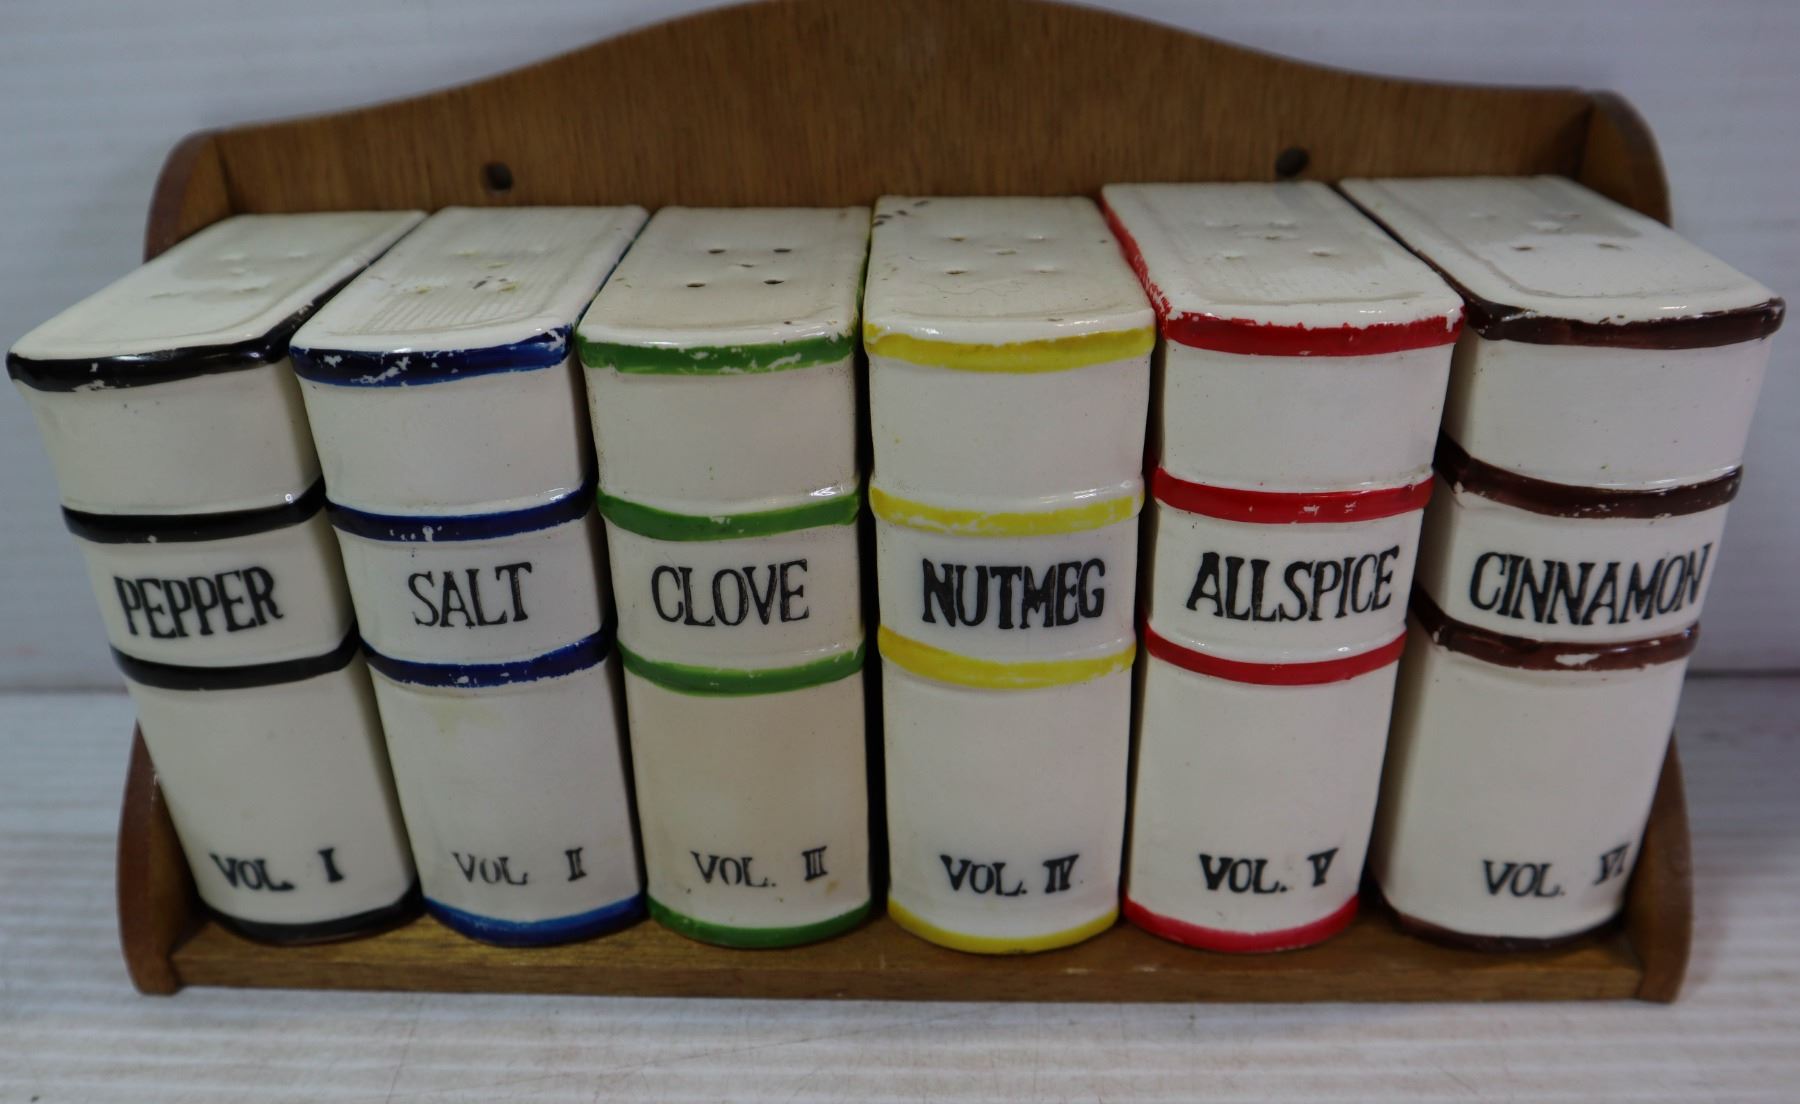 PEPPER
VOL. I
SALT
VOL II
CLOVE
VOL. III
NUTMEG
VOL. IV
ALLSPICE
VOL. V
CINNAMON
VOL. VI